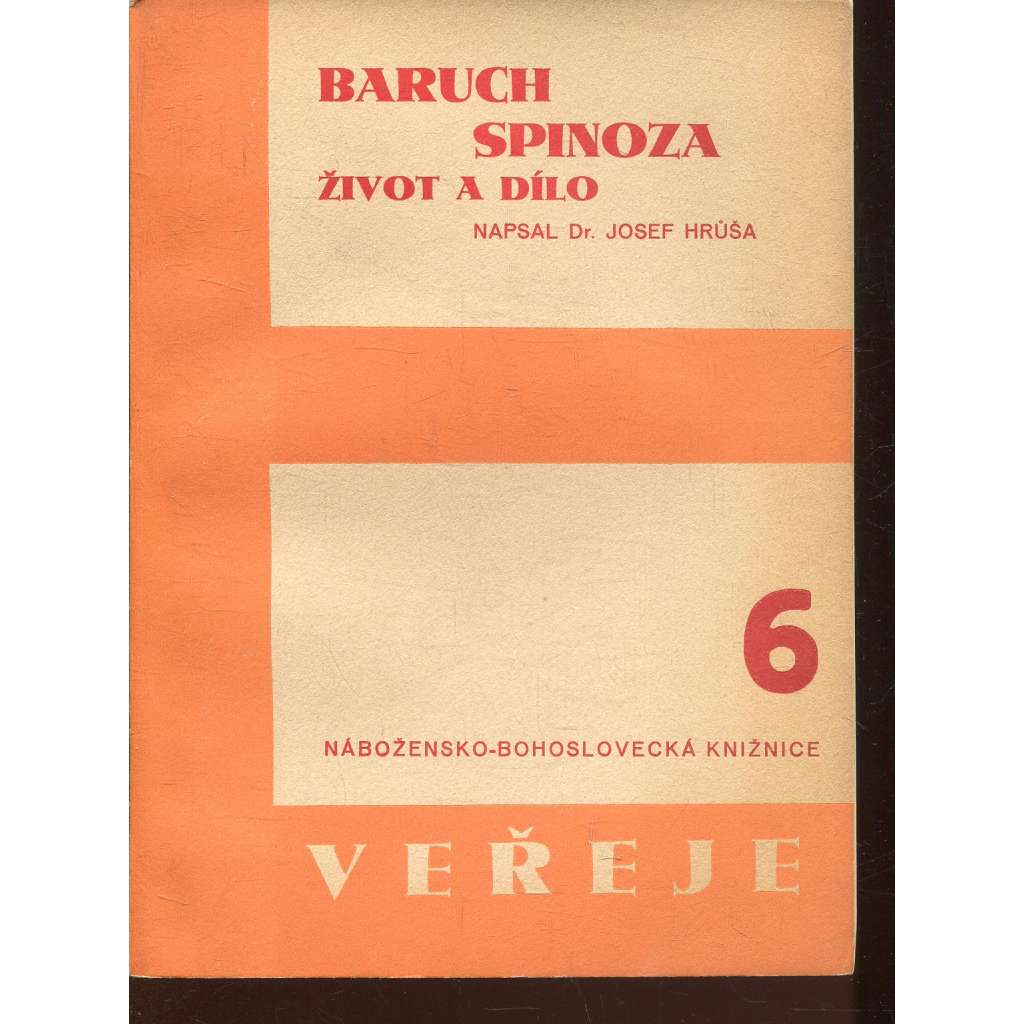 BARUCH
SPINOZA
ŽIVOT A DÍLO
NAPSAL Dr. JOSEF HRŮŠA
6
NÁBOŽENSKO-BOHOSLOVECKÁ KNIŽNICE
VEŘEJE